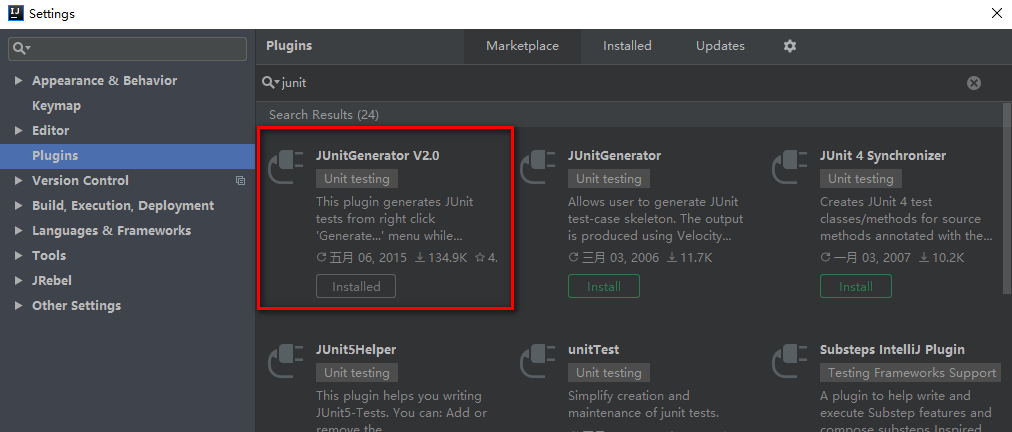 IJ Settings
Plugins Marketplace Installed Updates
junit
Appearance & Behavior
Keymap
Editor
Plugins
Version Control
Build, Execution, Deployment
Languages & Frameworks
Tools
JRebel
Other Settings
Search Results (24)
JUnitGenerator V2.0
Unit testing
This plugin generates JUnit
tests from right click
'Generate...' menu while...
五月 06, 2015 134.9K 4.
Installed
JUnitGenerator
Unit testing
Allows user to generate JUnit
test-case skeleton. The output
is produced using Velocity...
三月 03, 2006 11.7K
Install
JUnit 4 Synchronizer
Unit testing
Creates JUnit 4 test
classes/methods for source
methods annotated with the...
一月 03, 2007 10.2K
Install
JUnit5Helper
Unit testing
This plugin helps you writing
JUnit5-Tests. You can: Add or
remove the
unitTest
Unit testing
Simplify creation and
maintenance of junit tests.
Substeps IntelliJ Plugin
Testing Frameworks Support
A plugin to help write and
execute Substep features and
compose substeps Inspired